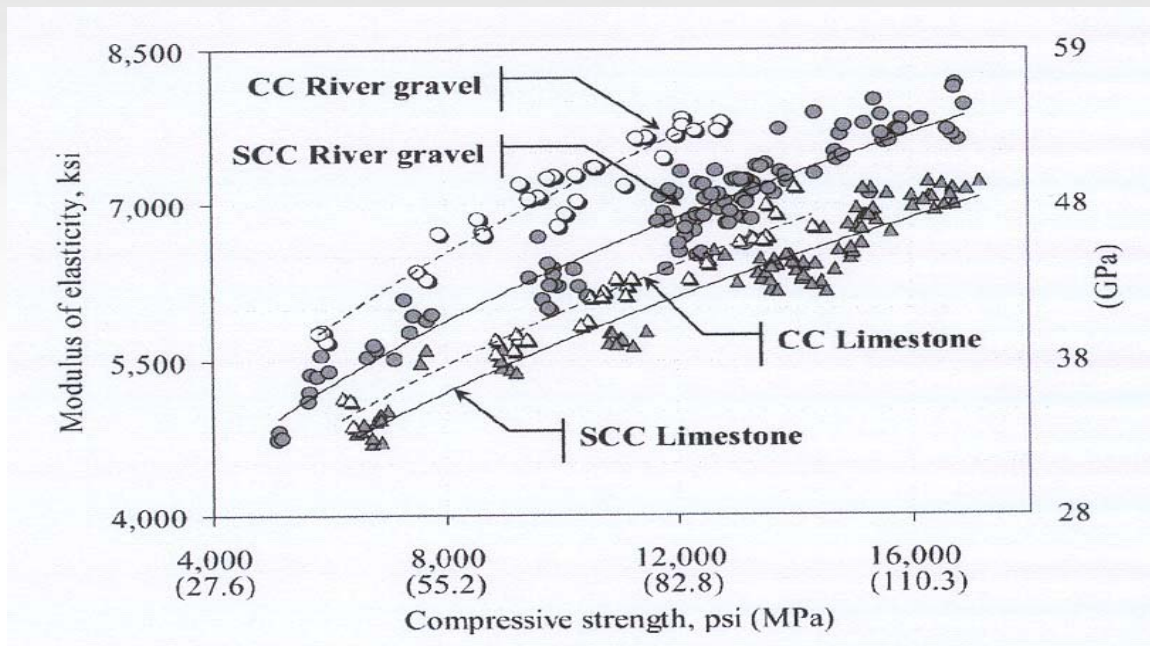 8,500
59
CC River gravel
SCC River gravel
7,000
48
Modulus of elasticity, ksi
(GPa)
CC Limestone
5,500
38
SCC Limestone
4,000
28
4,000 8,000 12,000 16,000
(27.6) (55.2) (82.8) (110.3)
Compressive strength, psi (MPa)